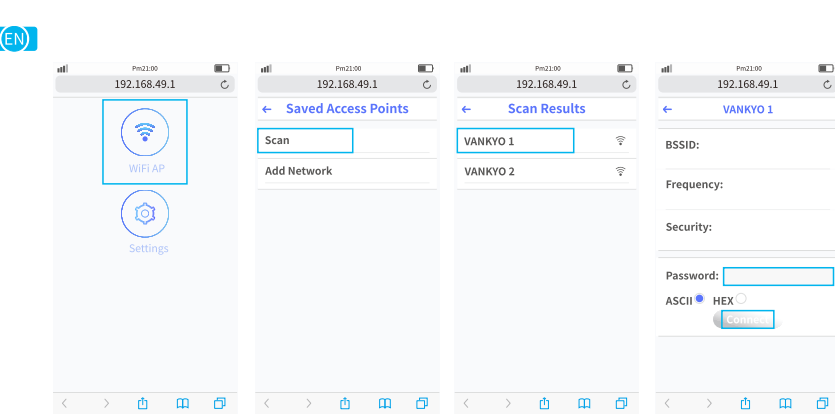 EN
Pm21:00
192.168.49.1
WiFi AP
Settings
Pm21:00
192.168.49.1
Saved Access Points
Scan
Add Network
Pm21:00
192.168.49.1
Scan Results
VANKYO 1
VANKYO 2
Pm21:00
192.168.49.1
VANKYO 1
BSSID:
Frequency:
Security:
Password:
ASCII HEX
Connect